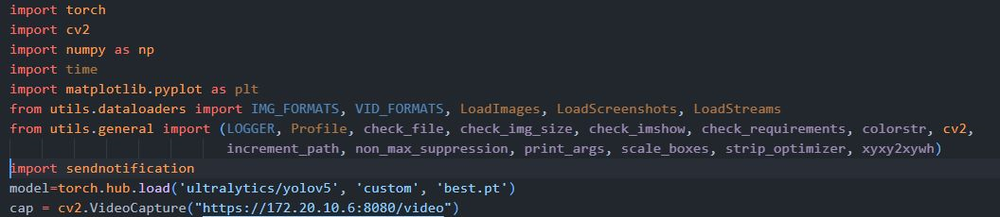 import torch
import cv2
import numpy as np
import time
import matplotlib.pyplot as plt
from utils.dataloaders import IMG_FORMATS, VID_FORMATS, LoadImages, LoadScreenshots, LoadStreams
from utils.general import (LOGGER, Profile, check_file, check_img_size, check_imshow, check_requirements, colorstr, cv2,
                           increment_path, non_max_suppression, print_args, scale_boxes, strip_optimizer, xyxy2xywh)
import sendnotification
model=torch.hub.load('ultralytics/yolov5', 'custom', 'best.pt')
cap = cv2.VideoCapture("https://172.20.10.6:8080/video")